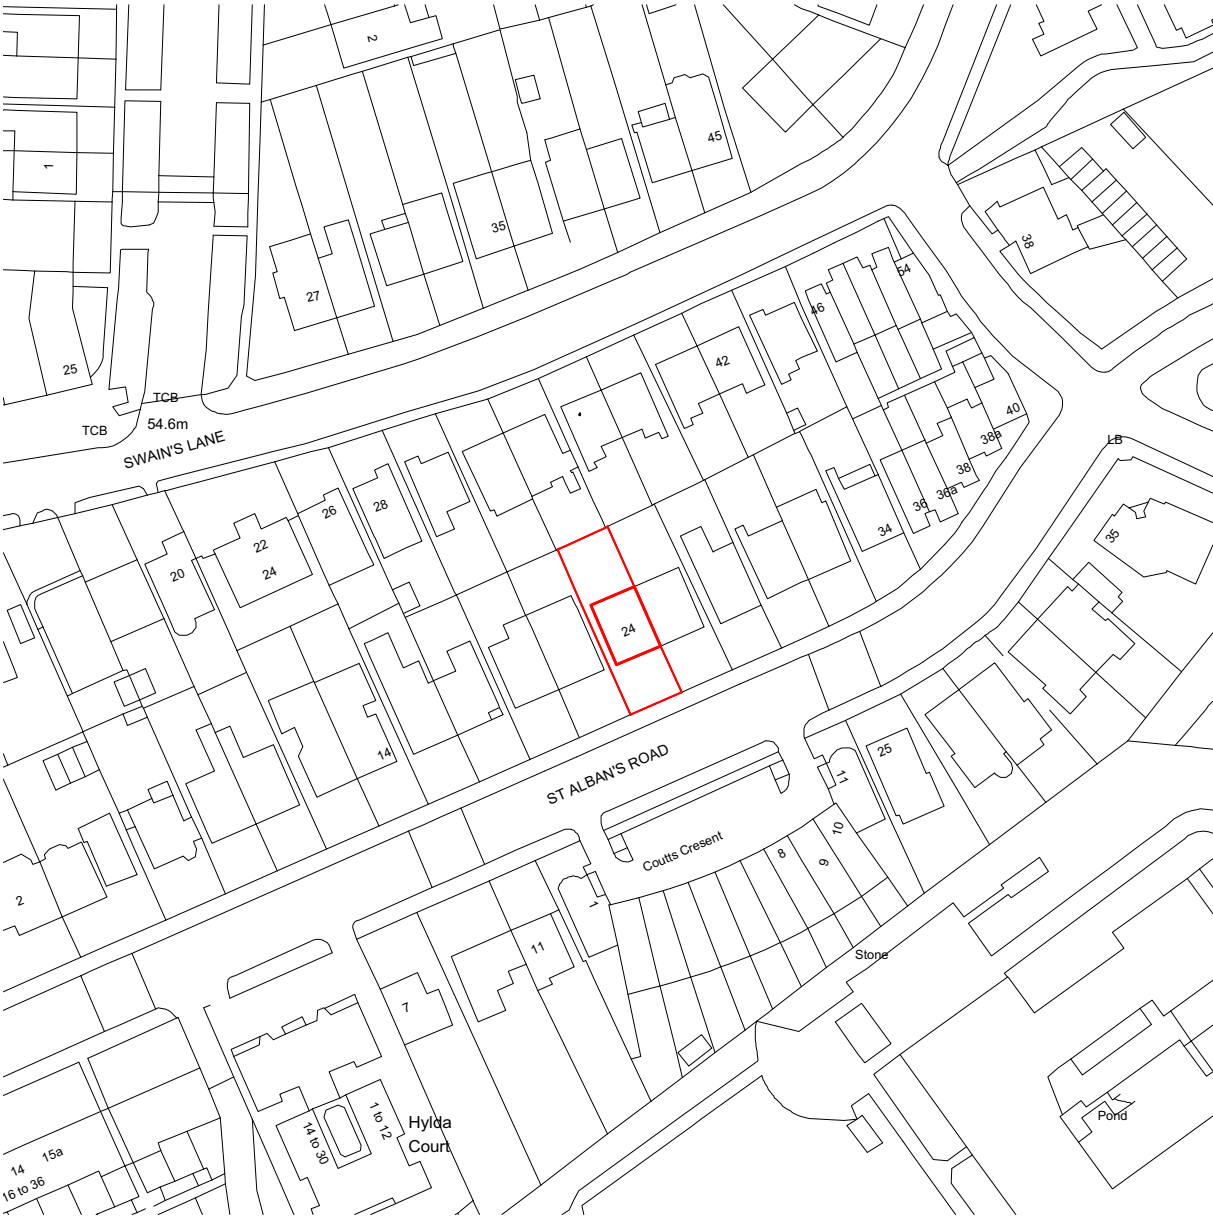 2
1
45
35
27
38
54
46
42
25
TCB
TCB
54.6m
SWAIN'S LANE
40
38a
LB
38
36a
36
34
35
28
26
22
24
20
24
14
ST ALBAN'S ROAD
25
11
10
Coutts Cresent
8
9
2
1
11
Stone
7
Hylda
Court
1 to 12
14 to 30
Pond
14
15a
16 to 36